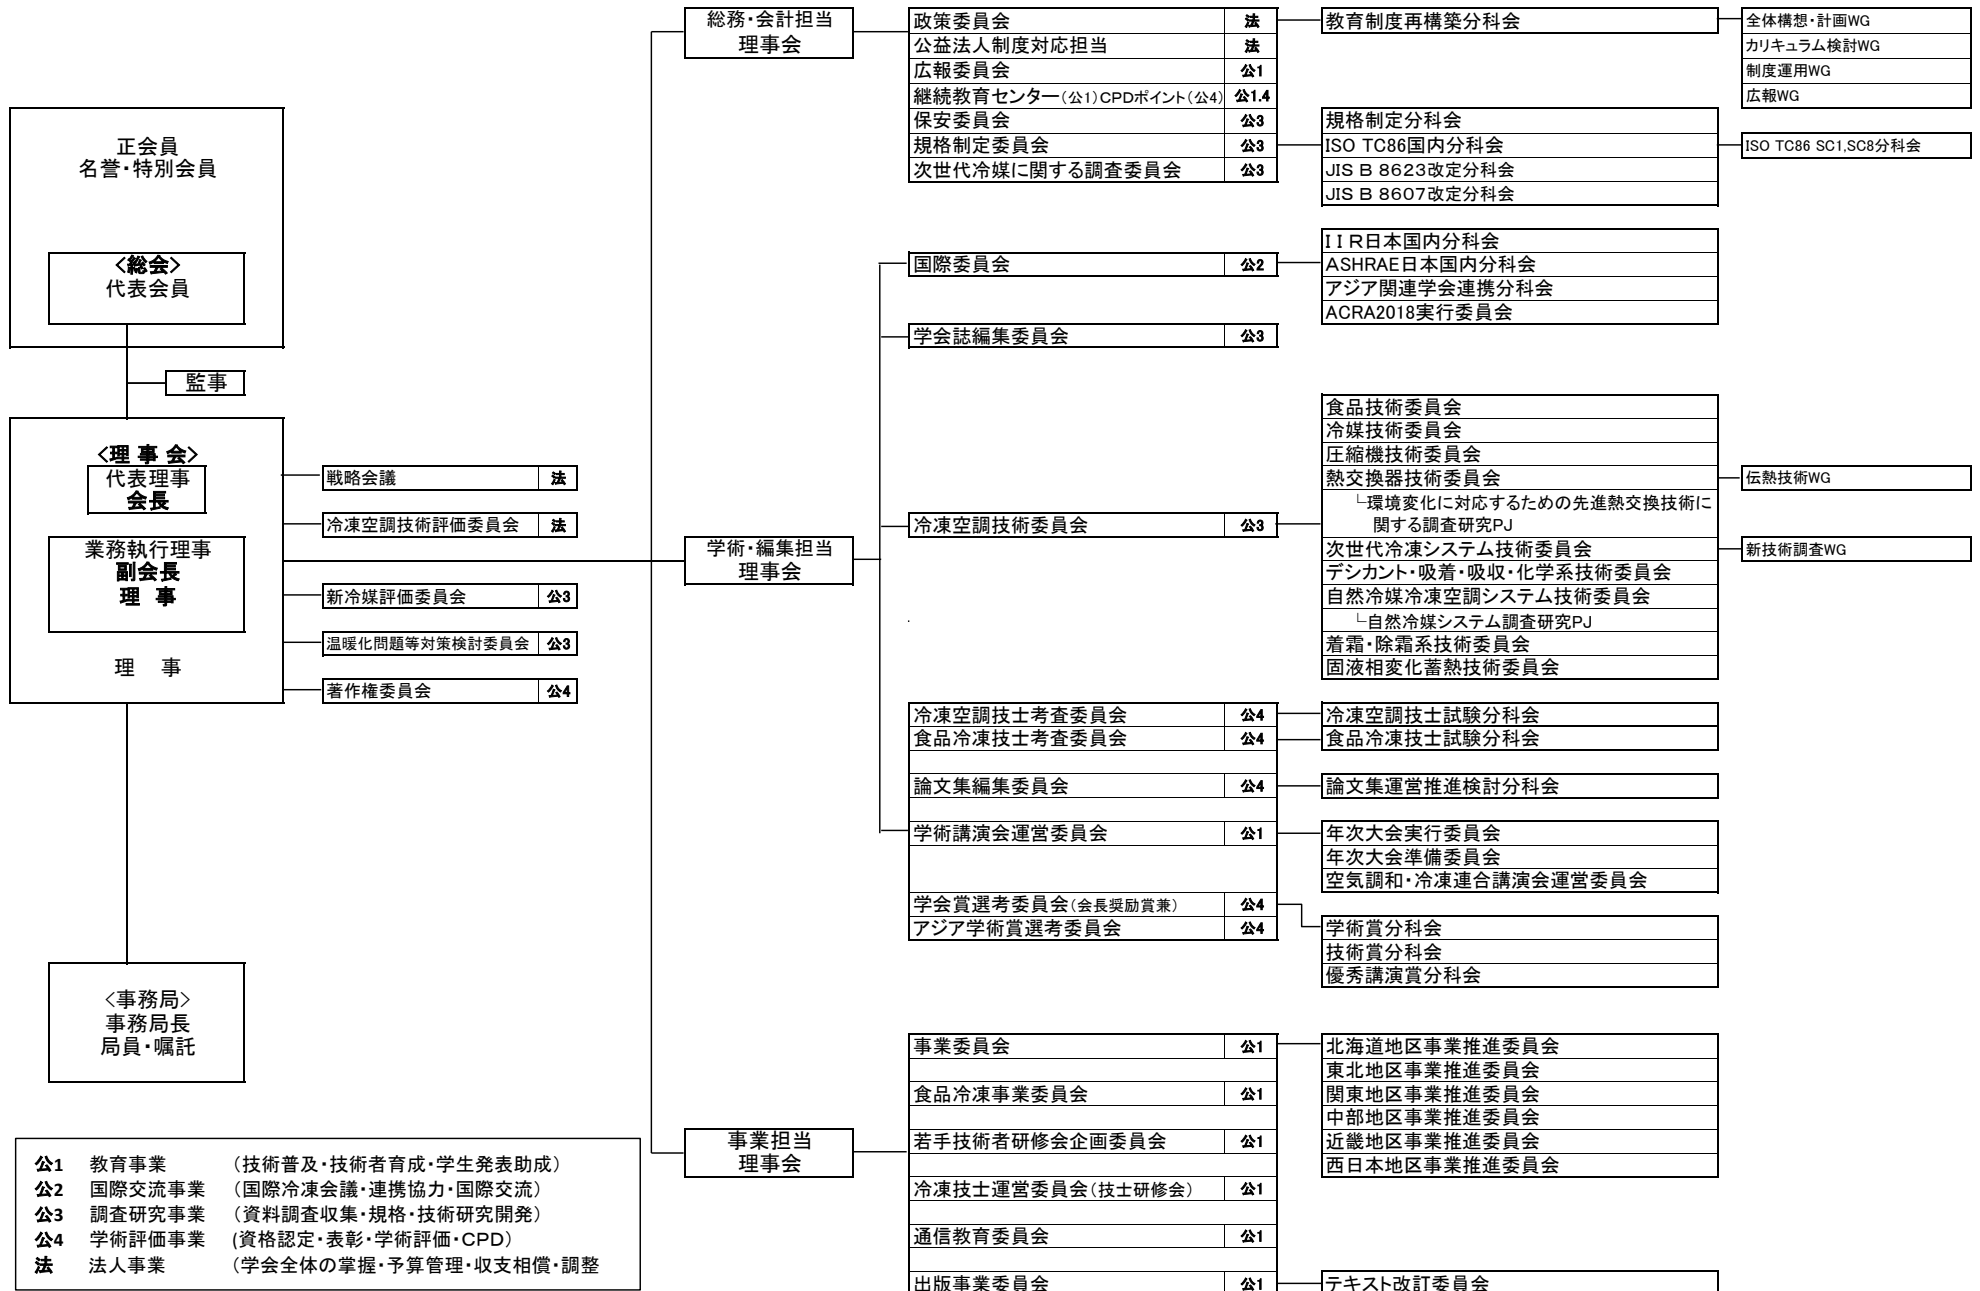 正会員
名誉・特別会員
<総会>
代表会員
監事
<理 事 会>
代表理事
会長
業務執行理事
副会長
理 事
理 事
<事務局>
事務局長
局員・嘱託
戦略会議 法
冷凍空調技術評価委員会 法
新冷媒評価委員会 公3
温暖化問題等対策検討委員会 公3
著作権委員会 公4
総務・会計担当
理事会
政策委員会 法
公益法人制度対応担当 法
広報委員会 公1
継続教育センター(公1)CPDポイント(公4) 公1.4
保安委員会 公3
規格制定委員会 公3
次世代冷媒に関する調査委員会 公3
教育制度再構築分科会
全体構想・計画WG
カリキュラム検討WG
制度運用WG
広報WG
規格制定分科会
ISO TC86国内分科会
JIS B 8623改定分科会
JIS B 8607改定分科会
ISO TC86 SC1,SC8分科会
学術・編集担当
理事会
国際委員会 公2
ＩＩＲ日本国内分科会
ASHRAE日本国内分科会
アジア関連学会連携分科会
ACRA2018実行委員会
学会誌編集委員会 公3
冷凍空調技術委員会 公3
食品技術委員会
冷媒技術委員会
圧縮機技術委員会
熱交換器技術委員会
└環境変化に対応するための先進熱交換技術に
関する調査研究PJ
次世代冷凍システム技術委員会
デシカント・吸着・吸収・化学系技術委員会
自然冷媒冷凍空調システム技術委員会
└自然冷媒システム調査研究PJ
着霜・除霜系技術委員会
固液相変化蓄熱技術委員会
伝熱技術WG
新技術調査WG
冷凍空調技士考査委員会 公4
食品冷凍技士考査委員会 公4
論文集編集委員会 公4
学術講演会運営委員会 公1
学会賞選考委員会(会長奨励賞兼) 公4
アジア学術賞選考委員会 公4
冷凍空調技士試験分科会
食品冷凍技士試験分科会
論文集運営推進検討分科会
年次大会実行委員会
年次大会準備委員会
空気調和・冷凍連合講演会運営委員会
学術賞分科会
技術賞分科会
優秀講演賞分科会
事業担当
理事会
事業委員会 公1
食品冷凍事業委員会 公1
若手技術者研修会企画委員会 公1
冷凍技士運営委員会(技士研修会) 公1
通信教育委員会 公1
出版事業委員会 公1
北海道地区事業推進委員会
東北地区事業推進委員会
関東地区事業推進委員会
中部地区事業推進委員会
近畿地区事業推進委員会
西日本地区事業推進委員会
テキスト改訂委員会
公1 教育事業 (技術普及・技術者育成・学生発表助成)
公2 国際交流事業 (国際冷凍会議・連携協力・国際交流)
公3 調査研究事業 (資料調査収集・規格・技術研究開発)
公4 学術評価事業 (資格認定・表彰・学術評価・CPD)
法 法人事業 (学会全体の掌握・予算管理・収支相償・調整